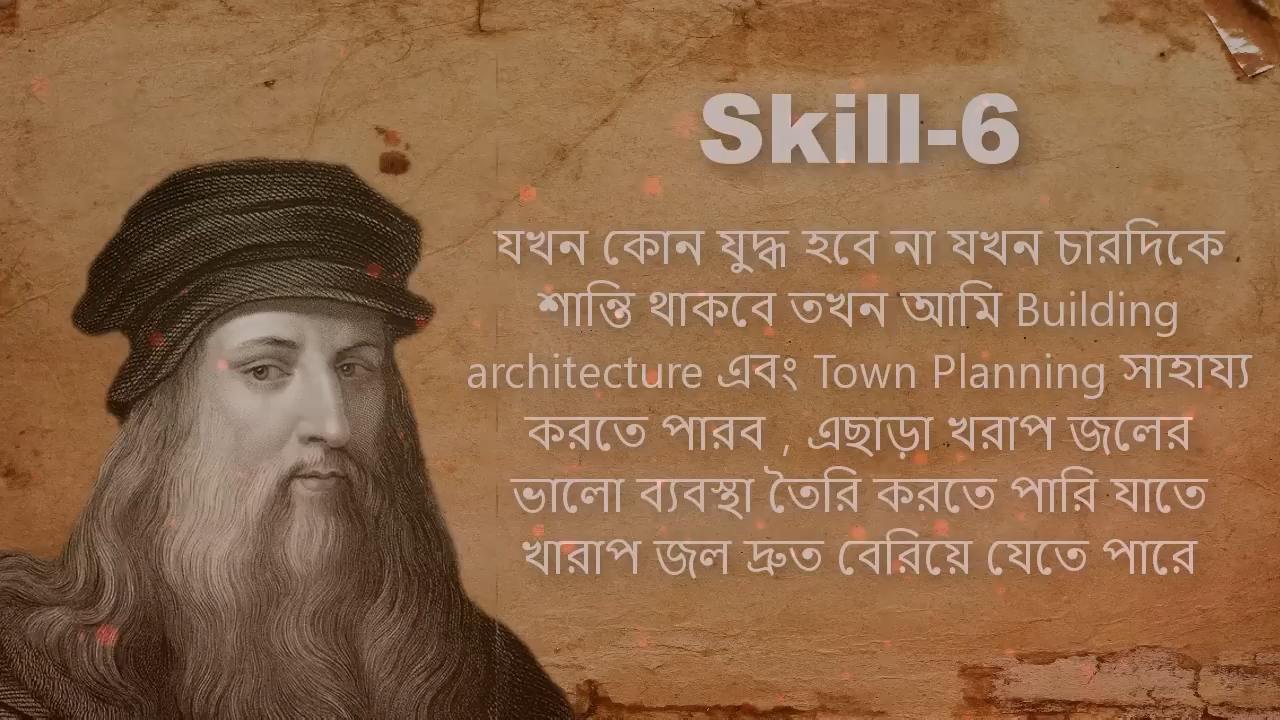 Skill-6
যখন কোন যুদ্ধ হবে না যখন চারদিকে
শান্তি থাকবে তখন আমি Building
architecture এবং Town Planning সাহায্য
করতে পারব , এছাড়া খরাপ জলের
ভালো ব্যবস্থা তৈরি করতে পারি যাতে
খারাপ জল দ্রুত বেরিয়ে যেতে পারে